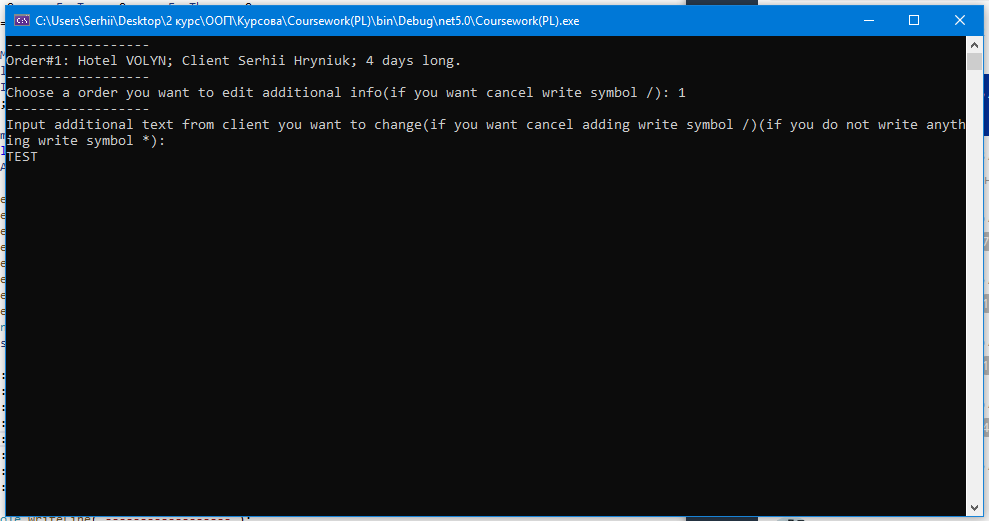 C:\Users\Serhii\Desktop\2 курс\ООП\Курсова\Coursework(PL)\bin\Debug\net5.0\Coursework(PL).exe
------------------
Order#1: Hotel VOLYN; Client Serhii Hryniuk; 4 days long.
------------------
Choose a order you want to edit additional info(if you want cancel write symbol /): 1
------------------
Input additional text from client you want to change(if you want cancel adding write symbol /)(if you do not write anyth
ing write symbol *):
TEST